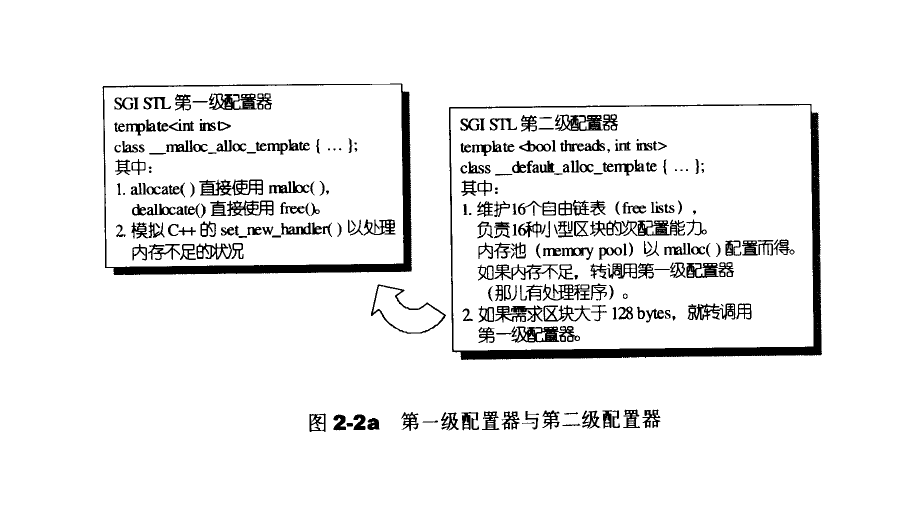 SGI STL 第一级配置器
template<int inst>
class __malloc_alloc_template { … };
其中：
1. allocate( ) 直接使用 malloc( ),
deallocate() 直接使用 free()。
2. 模拟 C++ 的 set_new_handler( ) 以处理
内存不足的状况
SGI STL 第二级配置器
template <bool threads, int inst>
class __default_alloc_template { … };
其中：
1. 维护16个自由链表（free lists），
负责16种小型区块的次配置能力。
内存池（memory pool）以 malloc( ) 配置而得。
如果内存不足，转调用第一级配置器
（那儿有处理程序）。
2. 如果需求区块大于 128 bytes，就转调用
第一级配置器。
图 2-2a 第一级配置器与第二级配置器